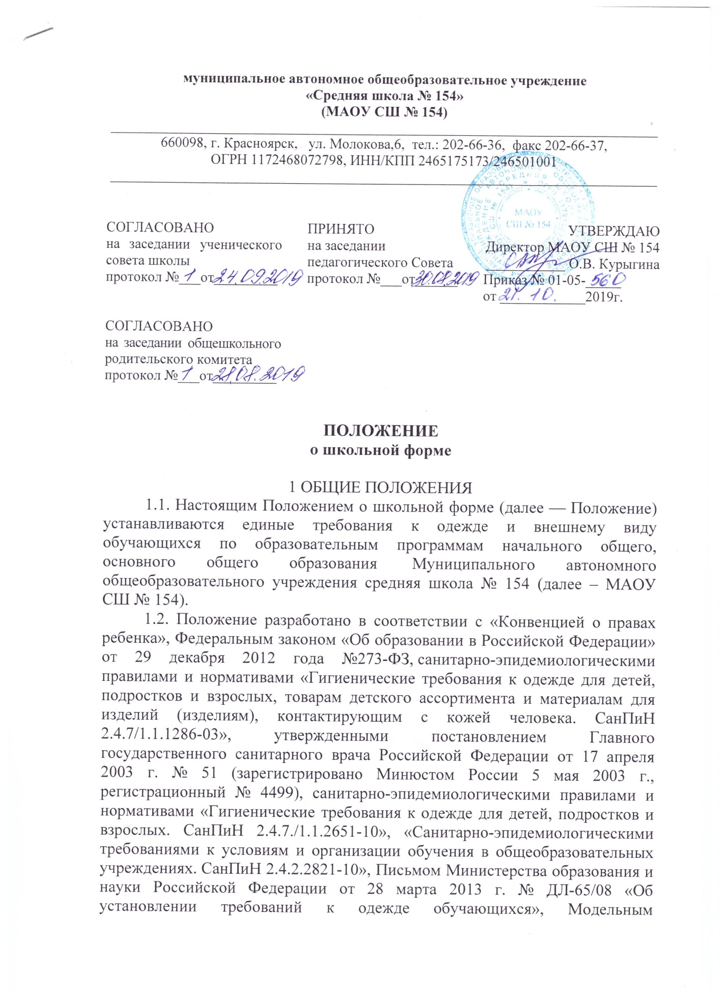 муниципальное автономное общеобразовательное учреждение
«Средняя школа № 154»
(МАОУ СШ № 154)
660098, г. Красноярск, ул. Молокова,6, тел.: 202-66-36, факс 202-66-37,
ОГРН 1172468072798, ИНН/КПП 2465175173/246501001
МАОУ
СШ № 154
СОГЛАСОВАНО
на заседании ученического
совета школы
протокол № 1 от 24.09.2019
ПРИНЯТО
на заседании
педагогического Совета
протокол №___от 30.08.2019
УТВЕРЖДАЮ
Директор МАОУ СШ № 154
О.В. Курыгина
Приказ № 01-05- 560
от 21. 10. 2019г.
СОГЛАСОВАНО
на заседании общешкольного
родительского комитета
протокол № 1 от 28.08.2019
ПОЛОЖЕНИЕ
о школьной форме
1 ОБЩИЕ ПОЛОЖЕНИЯ
1.1. Настоящим Положением о школьной форме (далее — Положение)
устанавливаются единые требования к одежде и внешнему виду
обучающихся по образовательным программам начального общего,
основного общего образования Муниципального автономного
общеобразовательного учреждения средняя школа № 154 (далее – МАОУ
СШ № 154).
1.2. Положение разработано в соответствии с «Конвенцией о правах
ребенка», Федеральным законом «Об образовании в Российской Федерации»
от 29 декабря 2012 года №273-ФЗ, санитарно-эпидемиологическими
правилами и нормативами «Гигиенические требования к одежде для детей,
подростков и взрослых, товарам детского ассортимента и материалам для
изделий (изделиям), контактирующим с кожей человека. СанПиН
2.4.7/1.1.1286-03», утвержденными постановлением Главного
государственного санитарного врача Российской Федерации от 17 апреля
2003 г. № 51 (зарегистрировано Минюстом России 5 мая 2003 г.,
регистрационный № 4499), санитарно-эпидемиологическими правилами и
нормативами «Гигиенические требования к одежде для детей, подростков и
взрослых. СанПиН 2.4.7./1.1.2651-10», «Санитарно-эпидемиологическими
требованиями к условиям и организации обучения в общеобразовательных
учреждениях. СанПиН 2.4.2.2821-10», Письмом Министерства образования и
науки Российской Федерации от 28 марта 2013 г. № ДЛ-65/08 «Об
установлении требований к одежде обучающихся», Модельным